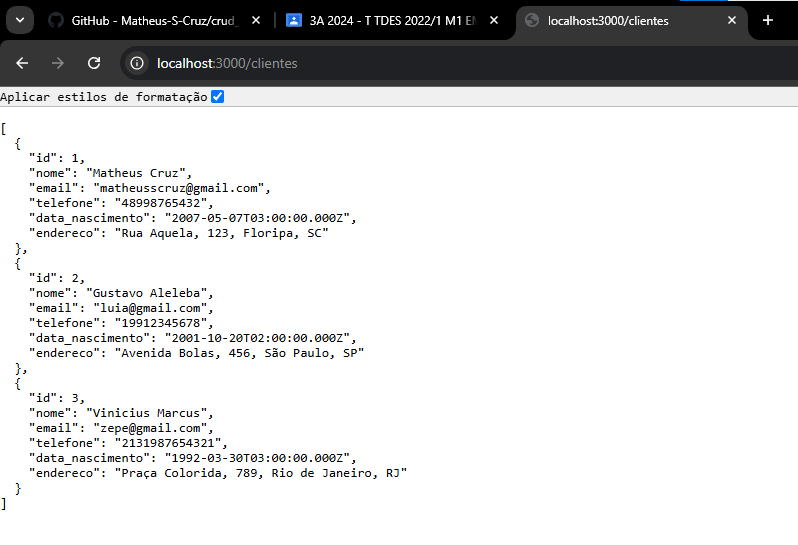 GitHub - Matheus-S-Cruz/crud_
3A 2024 - T TDES 2022/1 M1 EM
localhost:3000/clientes
localhost:3000/clientes
Aplicar estilos de formatação
[
  {
    "id": 1,
    "nome": "Matheus Cruz",
    "email": "matheusscruz@gmail.com",
    "telefone": "48998765432",
    "data_nascimento": "2007-05-07T03:00:00.000Z",
    "endereco": "Rua Aquela, 123, Floripa, SC"
  },
  {
    "id": 2,
    "nome": "Gustavo Aleleba",
    "email": "luia@gmail.com",
    "telefone": "19912345678",
    "data_nascimento": "2001-10-20T02:00:00.000Z",
    "endereco": "Avenida Bolas, 456, São Paulo, SP"
  },
  {
    "id": 3,
    "nome": "Vinicius Marcus",
    "email": "zepe@gmail.com",
    "telefone": "2131987654321",
    "data_nascimento": "1992-03-30T03:00:00.000Z",
    "endereco": "Praça Colorida, 789, Rio de Janeiro, RJ"
  }
]